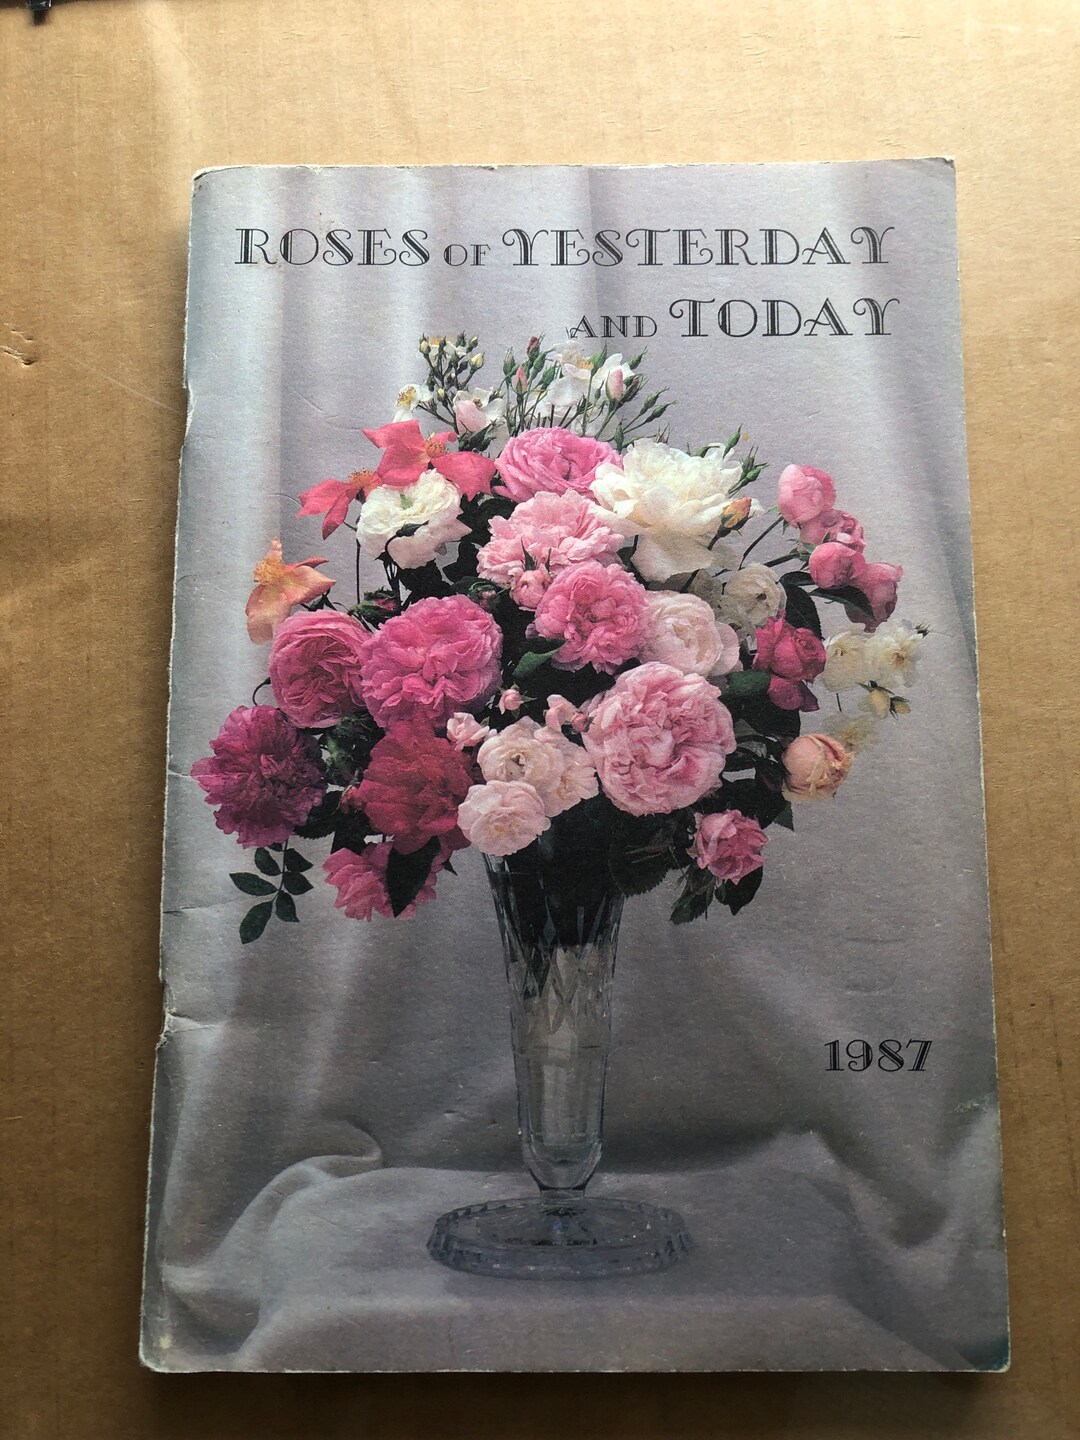 ROSES OF YESTERDAY
AND TODAY
1987